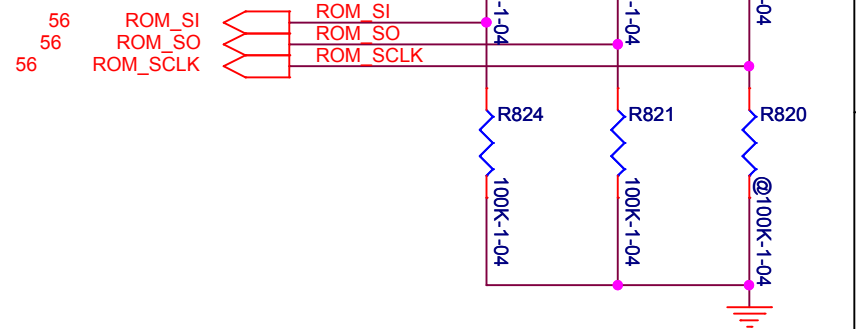 56 ROM_SI ROM_SI
56 ROM_SO ROM_SO
56 ROM_SCLK ROM_SCLK
-1-04
-1-04
-04
R824
R821
R820
100K-1-04
100K-1-04
@100K-1-04